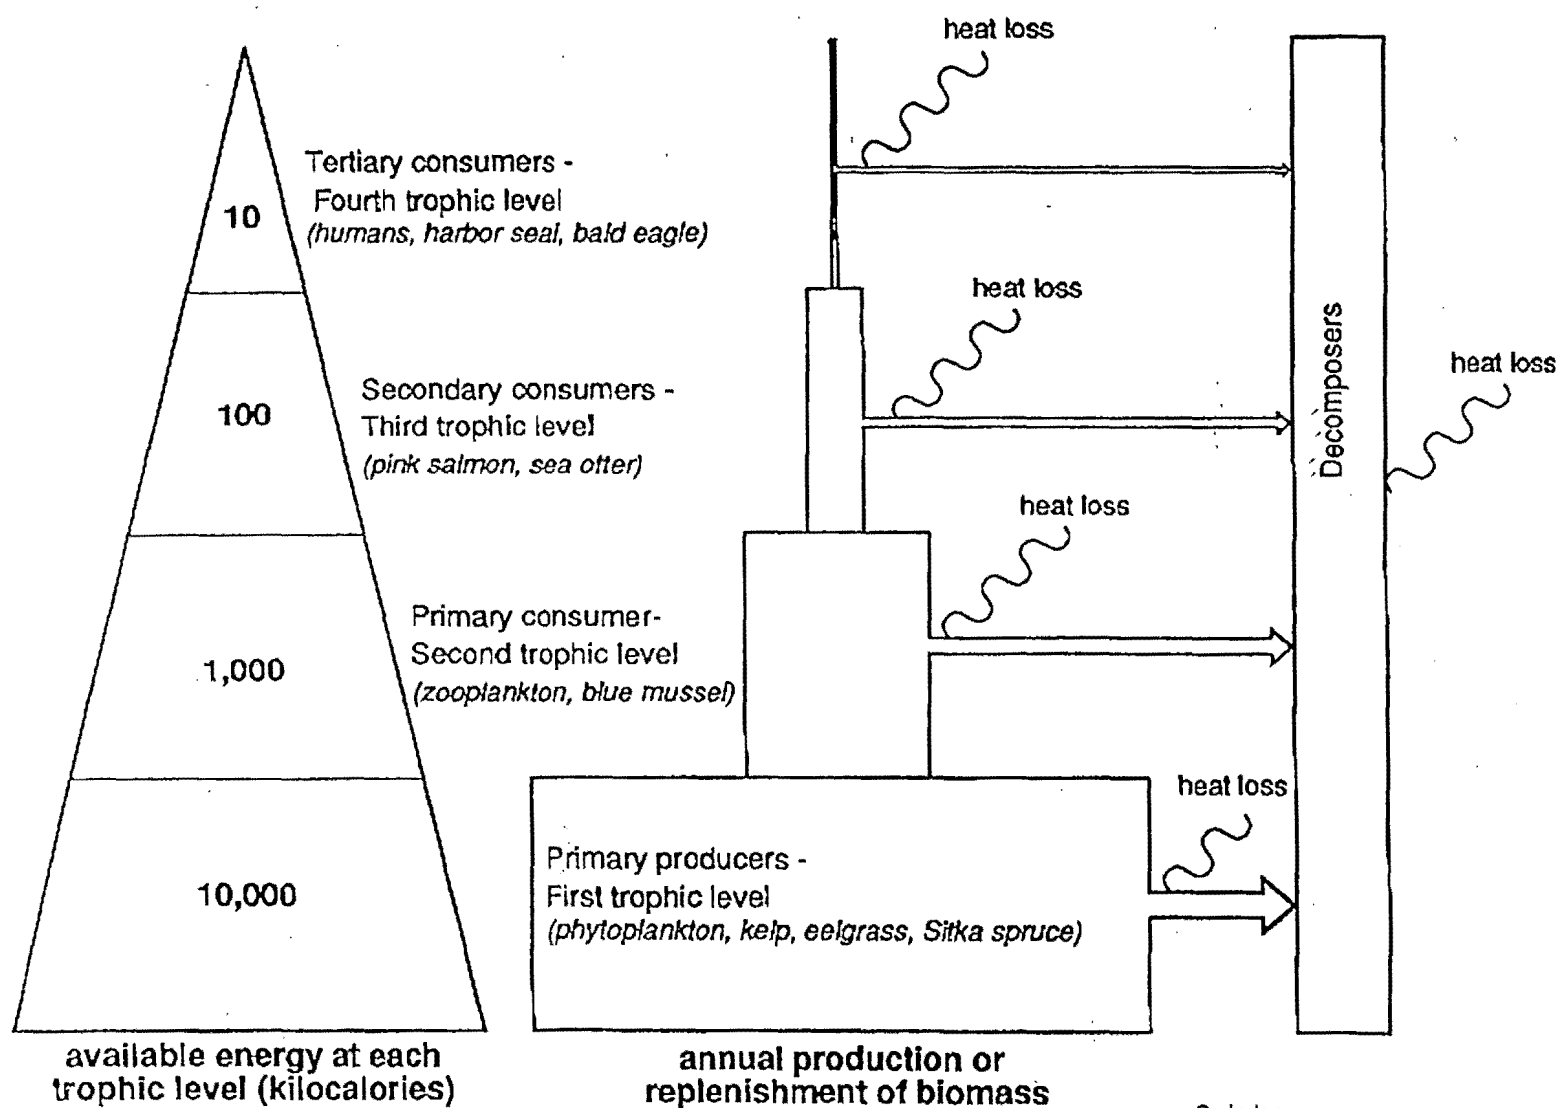 heat loss
Tertiary consumers -
Fourth trophic level
(humans, harbor seal, bald eagle)
10
heat loss
Secondary consumers -
Third trophic level
(pink salmon, sea otter)
100
Decomposers
heat loss
heat loss
Primary consumer-
Second trophic level
(zooplankton, blue mussel)
1,000
heat loss
Primary producers -
First trophic level
(phytoplankton, kelp, eelgrass, Sitka spruce)
10,000
available energy at each
trophic level (kilocalories)
annual production or
replenishment of biomass